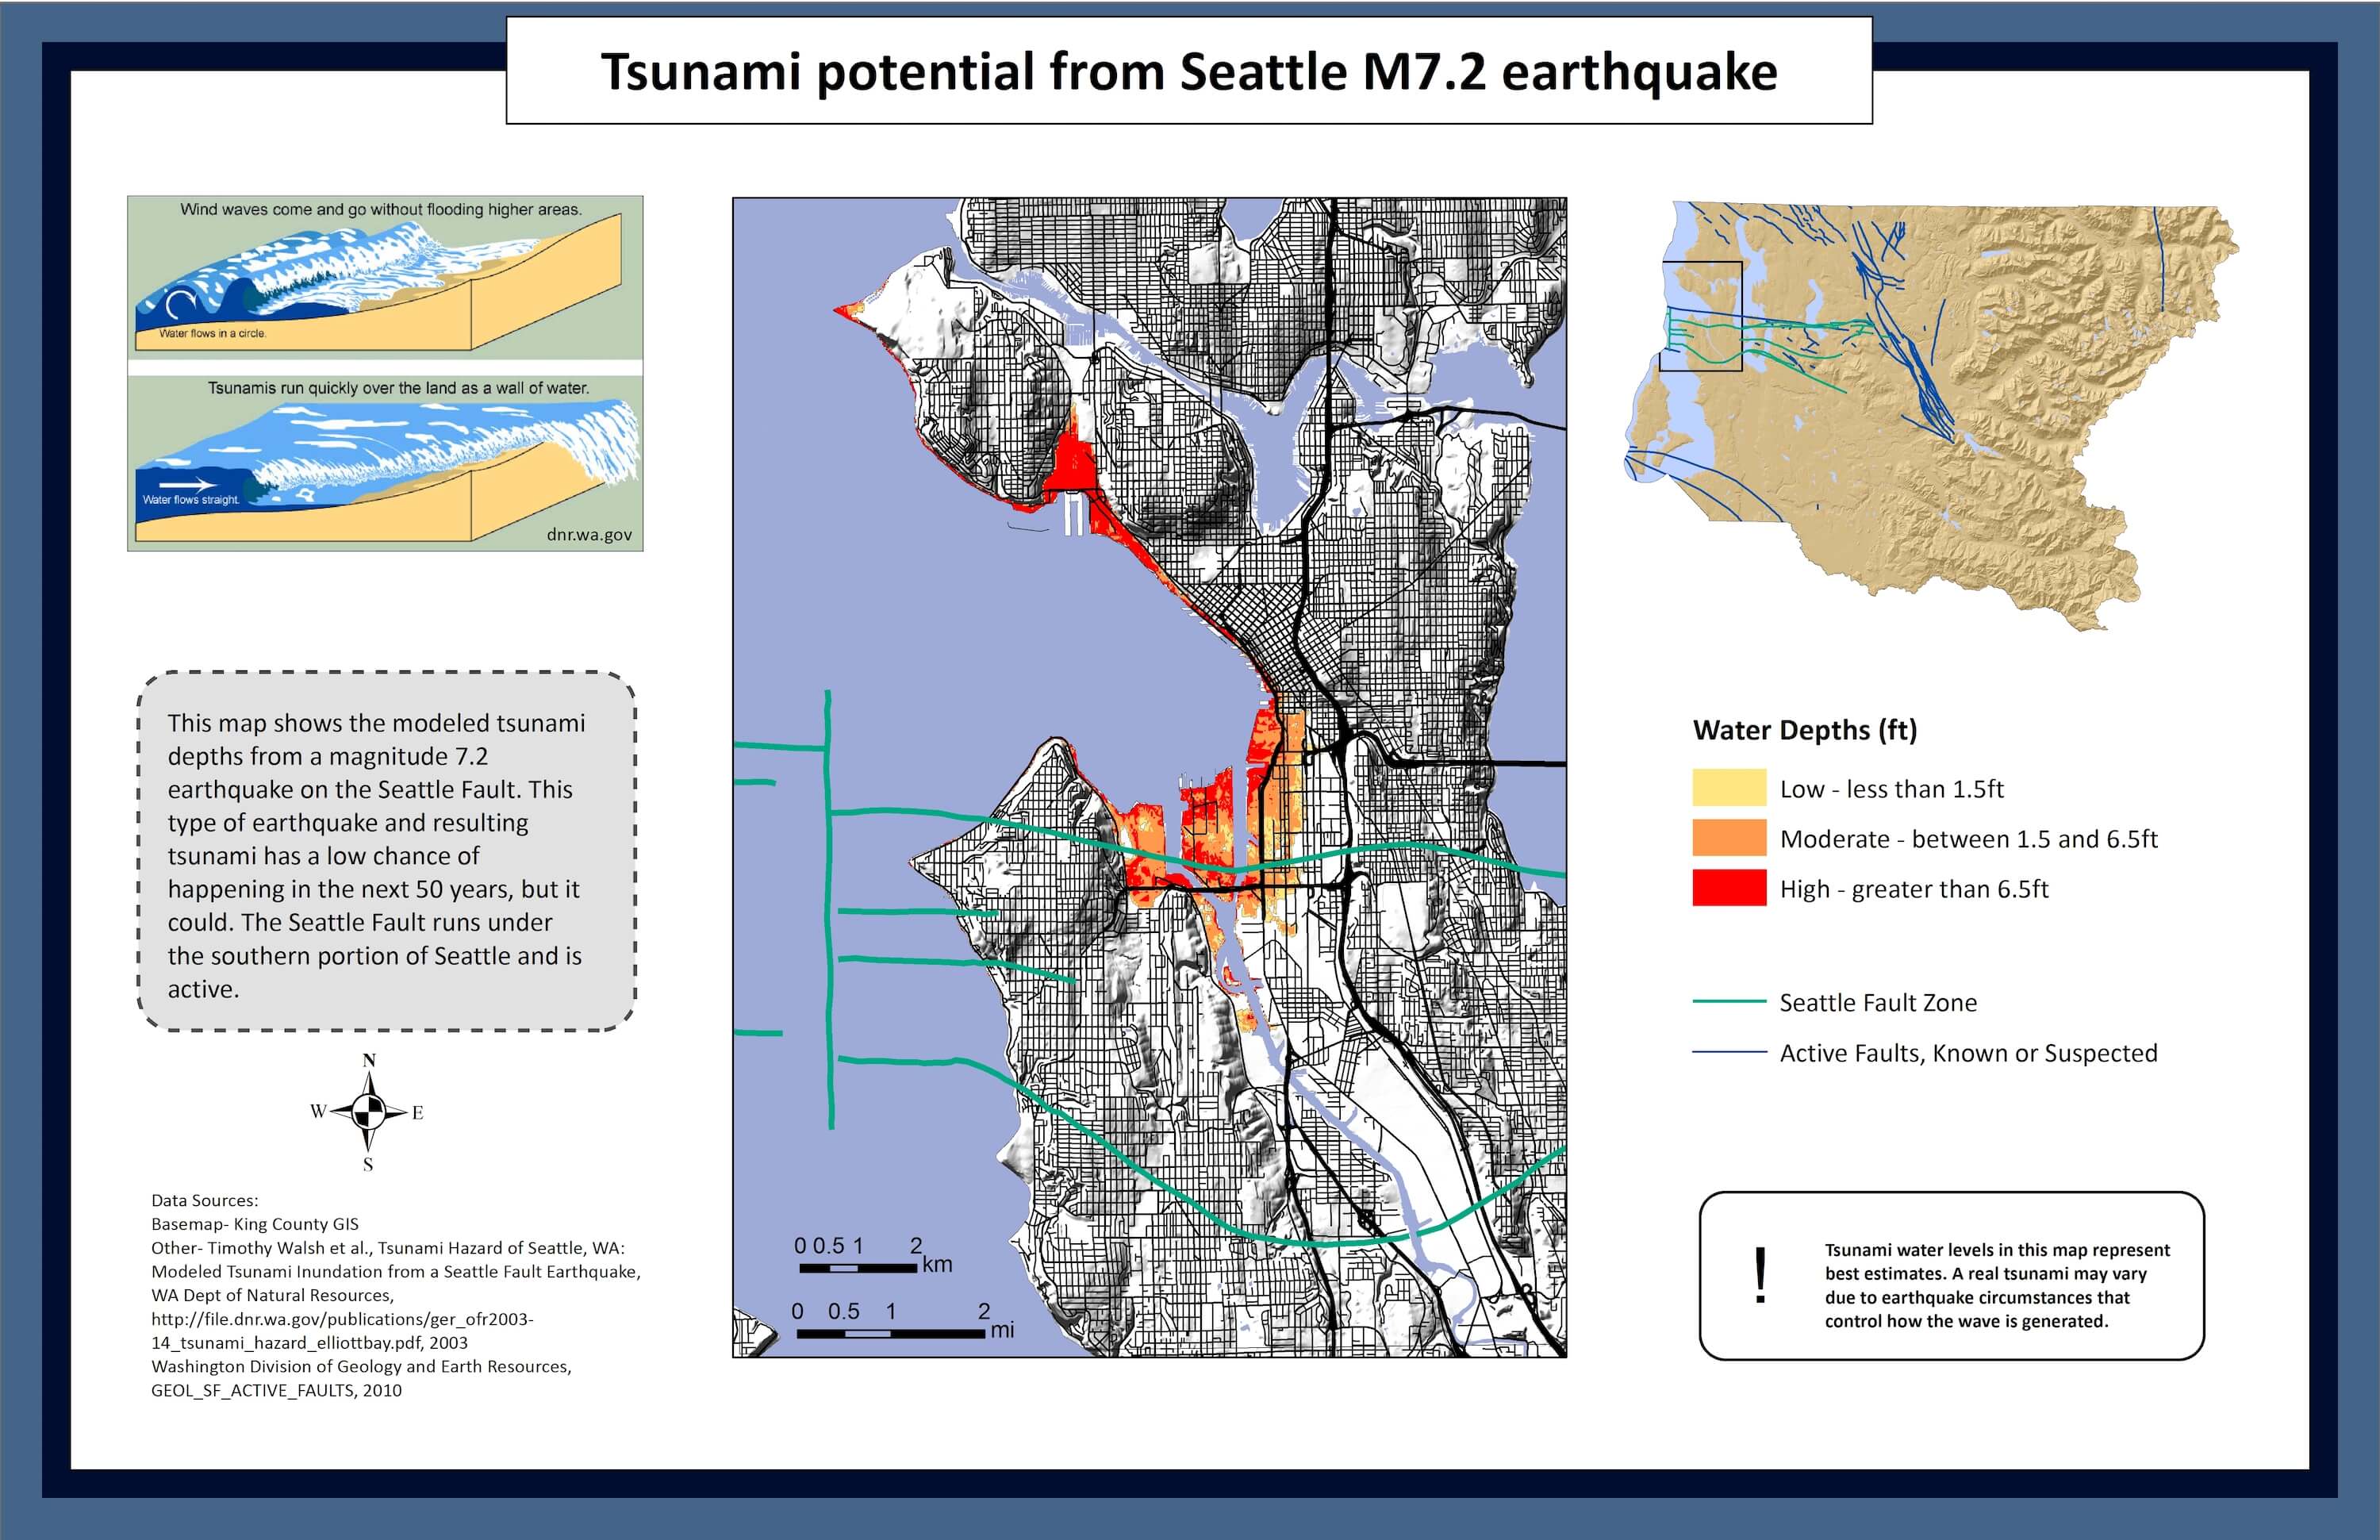 Tsunami potential from Seattle M7.2 earthquake
Wind waves come and go without flooding higher areas.
Water flows in a circle.
Tsunamis run quickly over the land as a wall of water.
Water flows straight.
dnr.wa.gov
This map shows the modeled tsunami
depths from a magnitude 7.2
earthquake on the Seattle Fault. This
type of earthquake and resulting
tsunami has a low chance of
happening in the next 50 years, but it
could. The Seattle Fault runs under
the southern portion of Seattle and is
active.
N
W E
S
Data Sources:
Basemap- King County GIS
Other- Timothy Walsh et al., Tsunami Hazard of Seattle, WA:
Modeled Tsunami Inundation from a Seattle Fault Earthquake,
WA Dept of Natural Resources,
http://file.dnr.wa.gov/publications/ger_ofr2003-
14_tsunami_hazard_elliottbay.pdf, 2003
Washington Division of Geology and Earth Resources,
GEOL_SF_ACTIVE_FAULTS, 2010
0 0.5 1 2
km
0 0.5 1 2
mi
Water Depths (ft)
Low - less than 1.5ft
Moderate - between 1.5 and 6.5ft
High - greater than 6.5ft
Seattle Fault Zone
Active Faults, Known or Suspected
!
Tsunami water levels in this map represent
best estimates. A real tsunami may vary
due to earthquake circumstances that
control how the wave is generated.